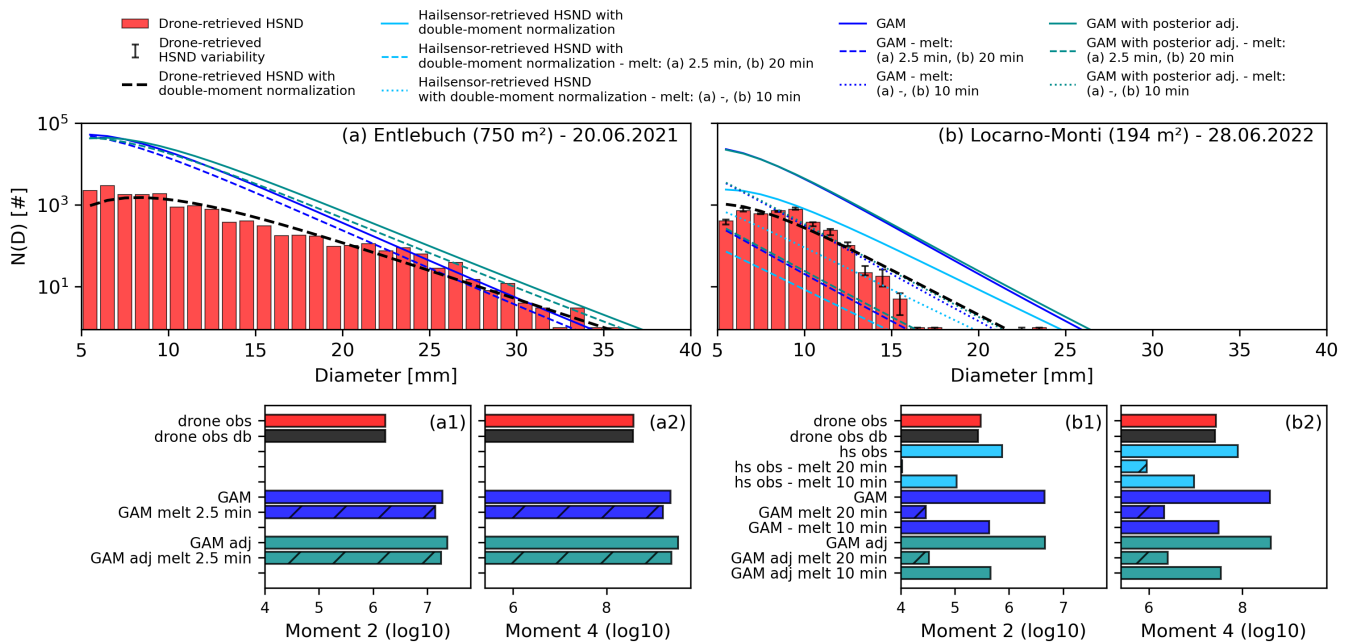 Drone-retrieved HSND
Drone-retrieved
HSND variability
Drone-retrieved HSND with
double-moment normalization
Hailsensor-retrieved HSND with
double-moment normalization
Hailsensor-retrieved HSND with
double-moment normalization - melt: (a) 2.5 min, (b) 20 min
Hailsensor-retrieved HSND
with double-moment normalization - melt: (a) -, (b) 10 min
GAM
GAM - melt:
(a) 2.5 min, (b) 20 min
GAM - melt:
(a) -, (b) 10 min
GAM with posterior adj.
GAM with posterior adj. - melt:
(a) 2.5 min, (b) 20 min
GAM with posterior adj. - melt:
(a) -, (b) 10 min
(a) Entlebuch (750 m²) - 20.06.2021
N(D) [#]
10⁵
10³
10¹
5 10 15 20 25 30 35 40
Diameter [mm]
(b) Locarno-Monti (194 m²) - 28.06.2022
5 10 15 20 25 30 35 40
Diameter [mm]
(a1)
drone obs
drone obs db
GAM
GAM melt 2.5 min
GAM adj
GAM adj melt 2.5 min
4 5 6 7
Moment 2 (log10)
(a2)
6 8
Moment 4 (log10)
(b1)
drone obs
drone obs db
hs obs
hs obs - melt 20 min
hs obs - melt 10 min
GAM
GAM melt 20 min
GAM - melt 10 min
GAM adj
GAM adj melt 20 min
GAM adj melt 10 min
4 5 6 7
Moment 2 (log10)
(b2)
6 8
Moment 4 (log10)